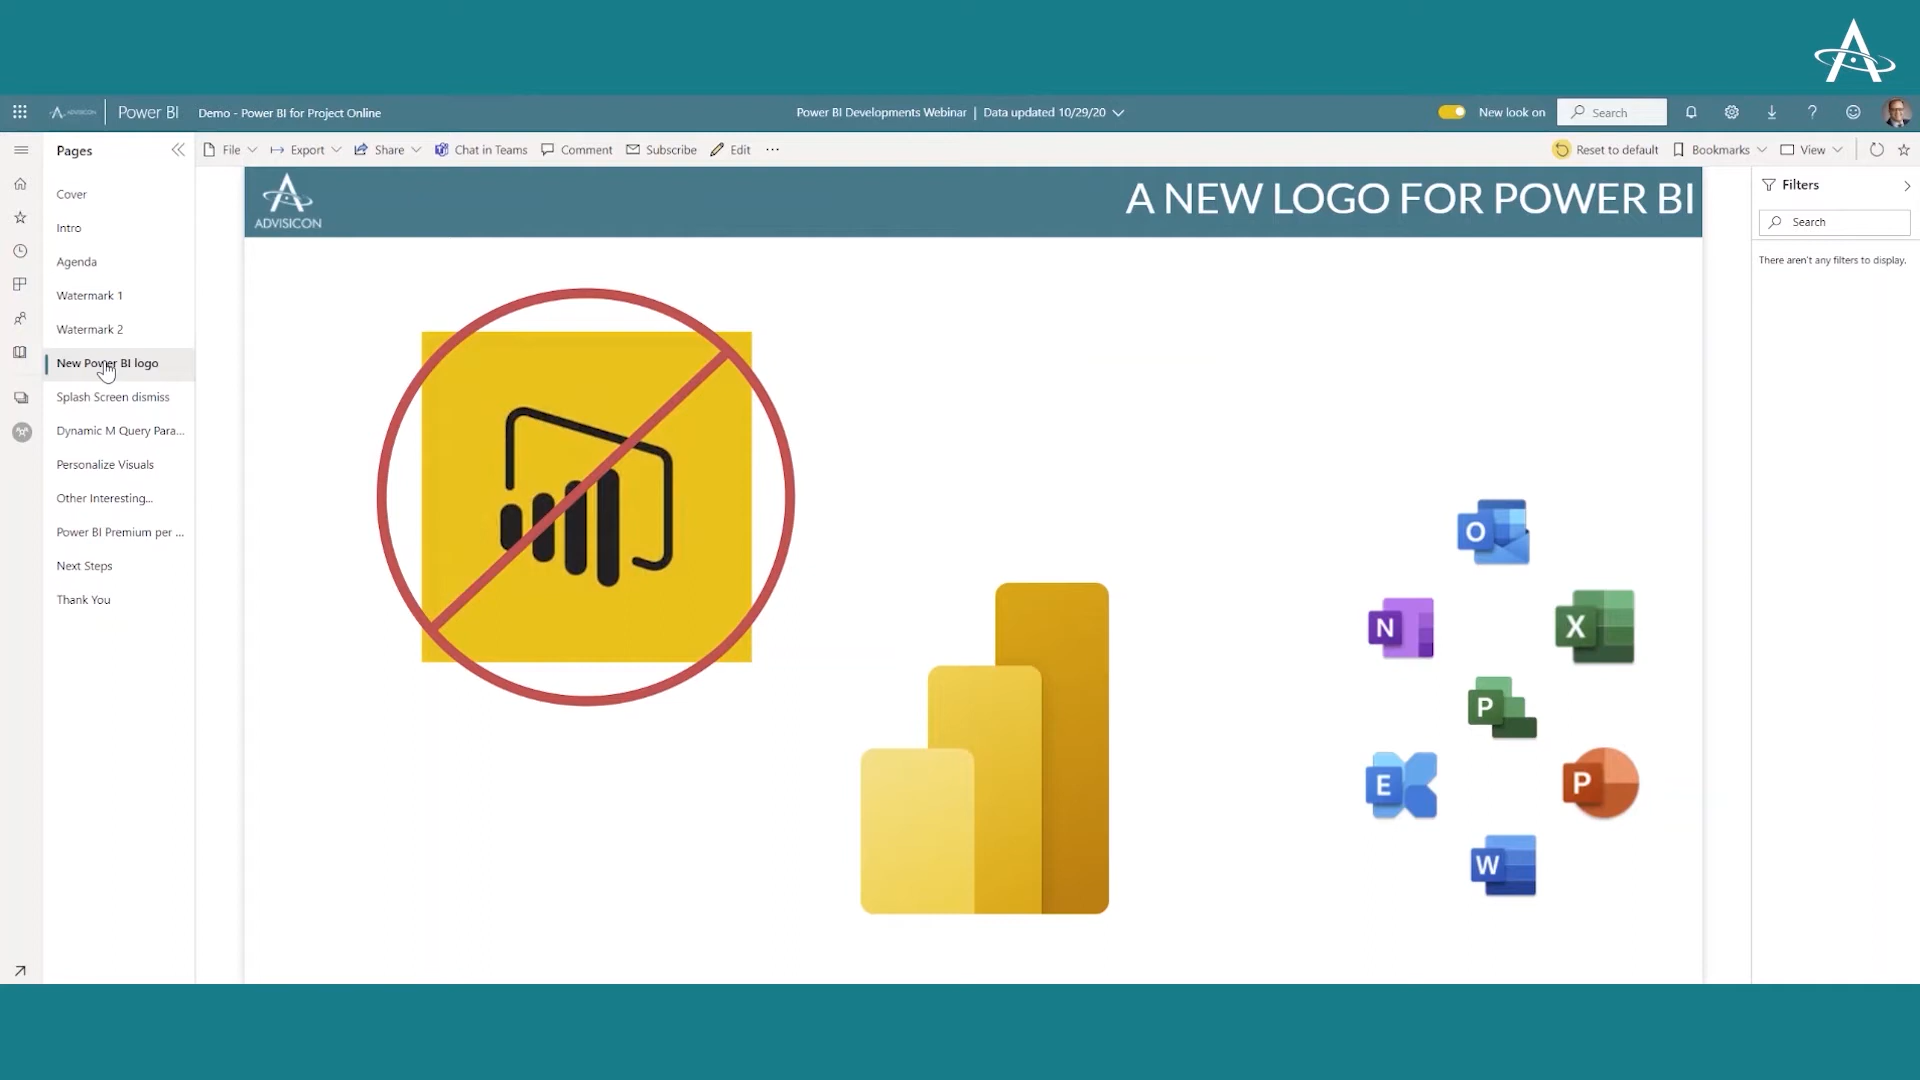 ADVISICON
Power BI
Demo - Power BI for Project Online
Power BI Developments Webinar | Data updated 10/29/20
New look on
Search
Pages
File
Export
Share
Chat in Teams
Comment
Subscribe
Edit
Reset to default
Bookmarks
View
Cover
Intro
Agenda
Watermark 1
Watermark 2
New Power BI logo
Splash Screen dismiss
Dynamic M Query Para...
Personalize Visuals
Other Interesting...
Power BI Premium per ...
Next Steps
Thank You
ADVISICON
A NEW LOGO FOR POWER BI
O
N
X
P
E
P
W
Filters
Search
There aren't any filters to display.